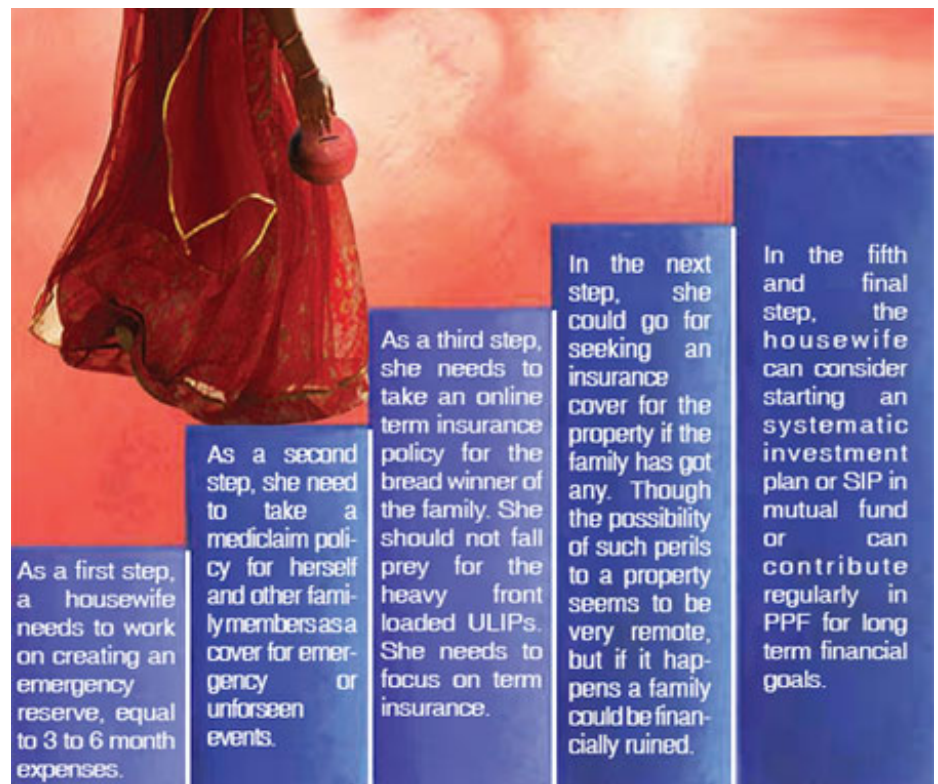 As a first step,
a housewife
needs to work
on creating an
emergency
reserve, equal
to 3 to 6 month
expenses.
As a second
step, she need
to take a
mediclaim poli-
cy for herself
and other fami-
ly members as a
cover for emer-
gency or
unforseen
events.
As a third step,
she needs to
take an online
term insurance
policy for the
bread winner of
the family. She
should not fall
prey for the
heavy front
loaded ULIPs.
She needs to
focus on term
insurance.
In the next
step, she
could go for
seeking an
insurance
cover for the
property if the
family has got
any. Though
the possibility
of such perils
to a property
seems to be
very remote,
but if it hap-
pens a family
could be finan-
cially ruined.
In the fifth
and final
step, the
housewife
can consider
starting an
systematic
investment
plan or SIP in
mutual fund
or can
contribute
regularly in
PPF for long
term financial
goals.